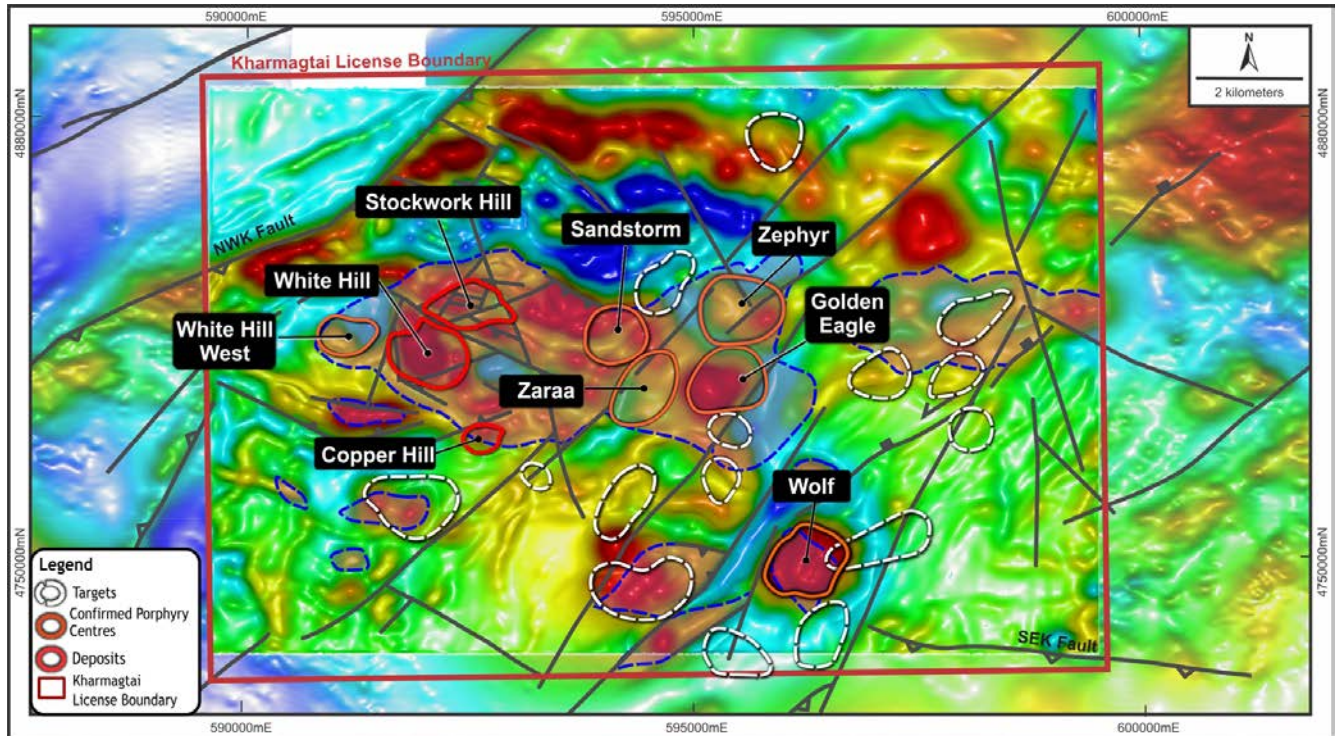 590000mE
595000mE
600000mE
Kharmagtai License Boundary
N
2 kilometers
4880000mN
4880000mN
Stockwork Hill
NWK Fault
Sandstorm
Zephyr
White Hill
Golden
Eagle
White Hill
West
Zaraa
Copper Hill
Wolf
4750000mN
4750000mN
Legend
Targets
Confirmed Porphyry
Centres
Deposits
Kharmagtai
License Boundary
SEK Fault
590000mE
595000mE
600000mE